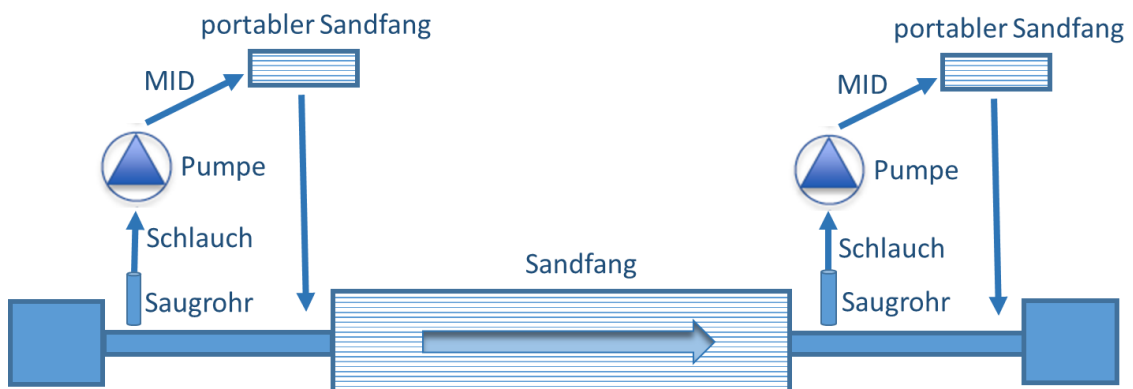 portabler Sandfang
MID
Pumpe
Schlauch
Saugrohr
Sandfang
portabler Sandfang
MID
Pumpe
Schlauch
Saugrohr